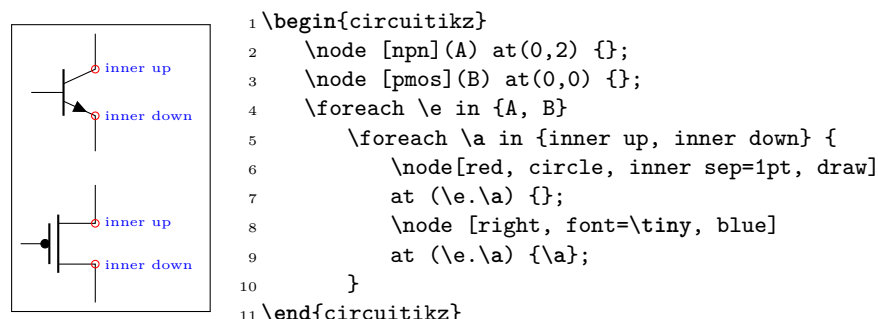 inner up
inner down
inner up
inner down
1 \begin{circuitikz}
2 \node [npn](A) at(0,2) {};
3 \node [pmos](B) at(0,0) {};
4 \foreach \e in {A, B}
5 \foreach \a in {inner up, inner down} {
6 \node[red, circle, inner sep=1pt, draw]
7 at (\e.\a) {};
8 \node [right, font=\tiny, blue]
9 at (\e.\a) {\a};
10 }
11 \end{circuitikz}